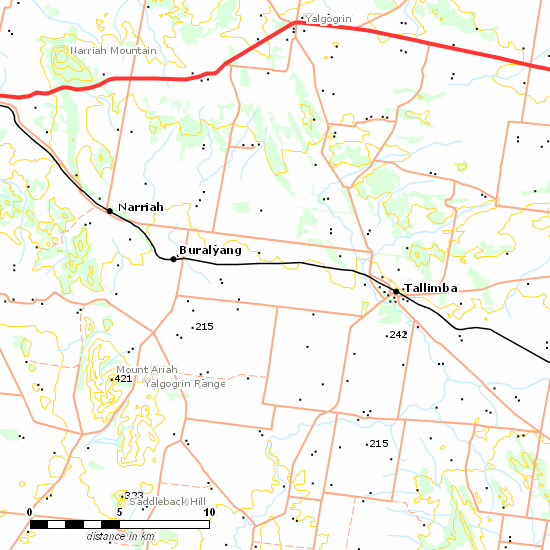 Yalgogrin
Narriah Mountain
Narriah
Buralyang
Tallimba
215
242
Mount Ariah
421
Yalgogrin Range
215
323
Saddleback Hill
0 5 10
distance in km